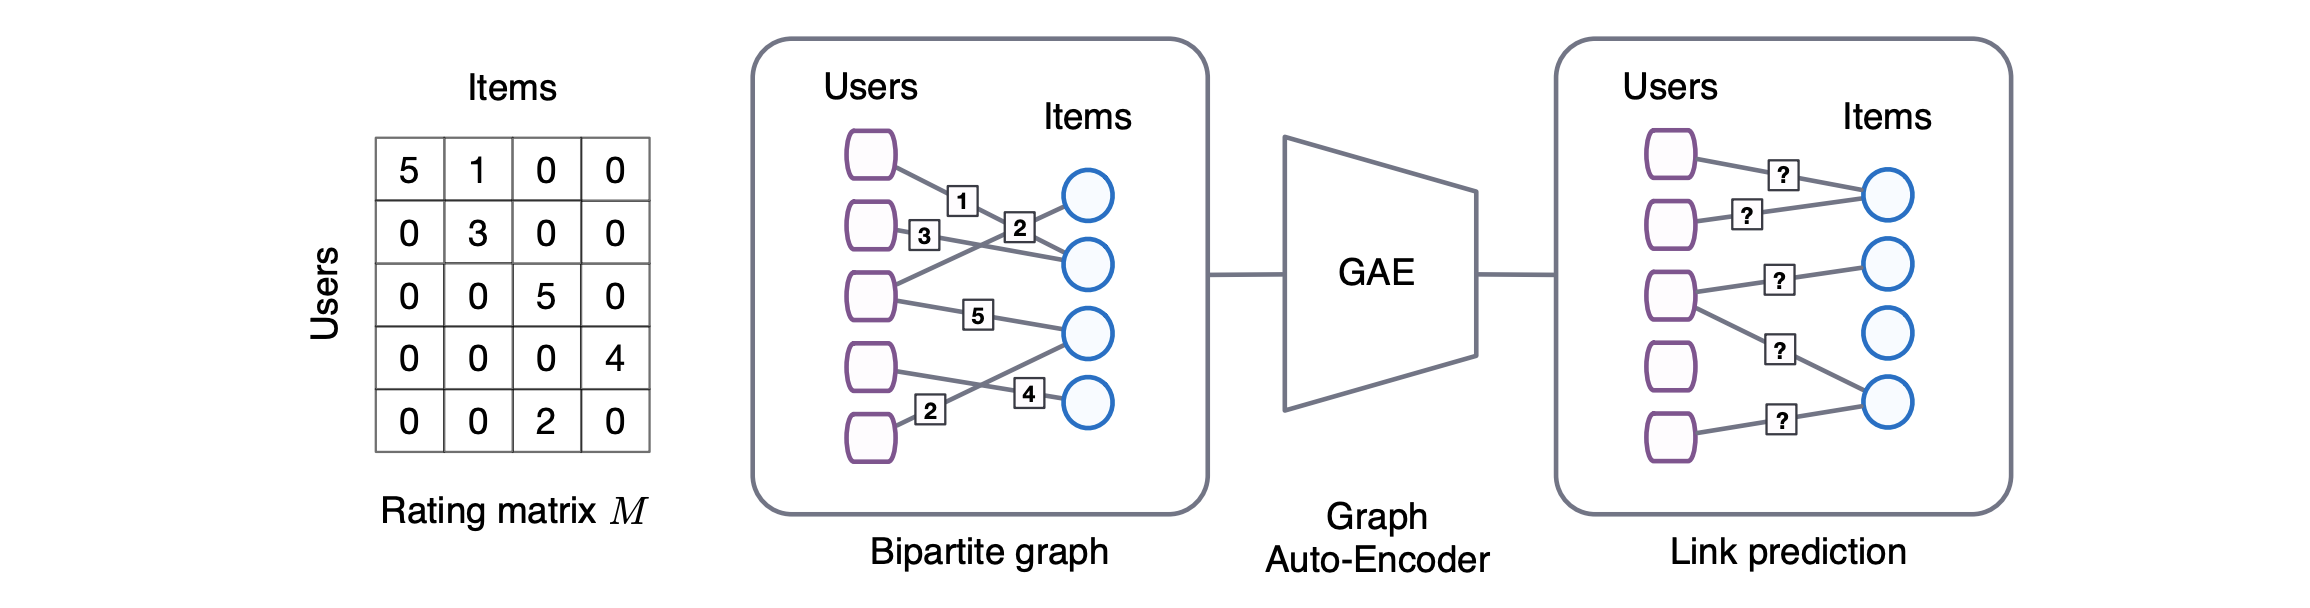 Items
Users
5 1 0 0
0 3 0 0
0 0 5 0
0 0 0 4
0 0 2 0
Rating matrix M
Users
Items
1
2
3
5
4
2
Bipartite graph
GAE
Graph
Auto-Encoder
Users
Items
?
?
?
?
?
Link prediction